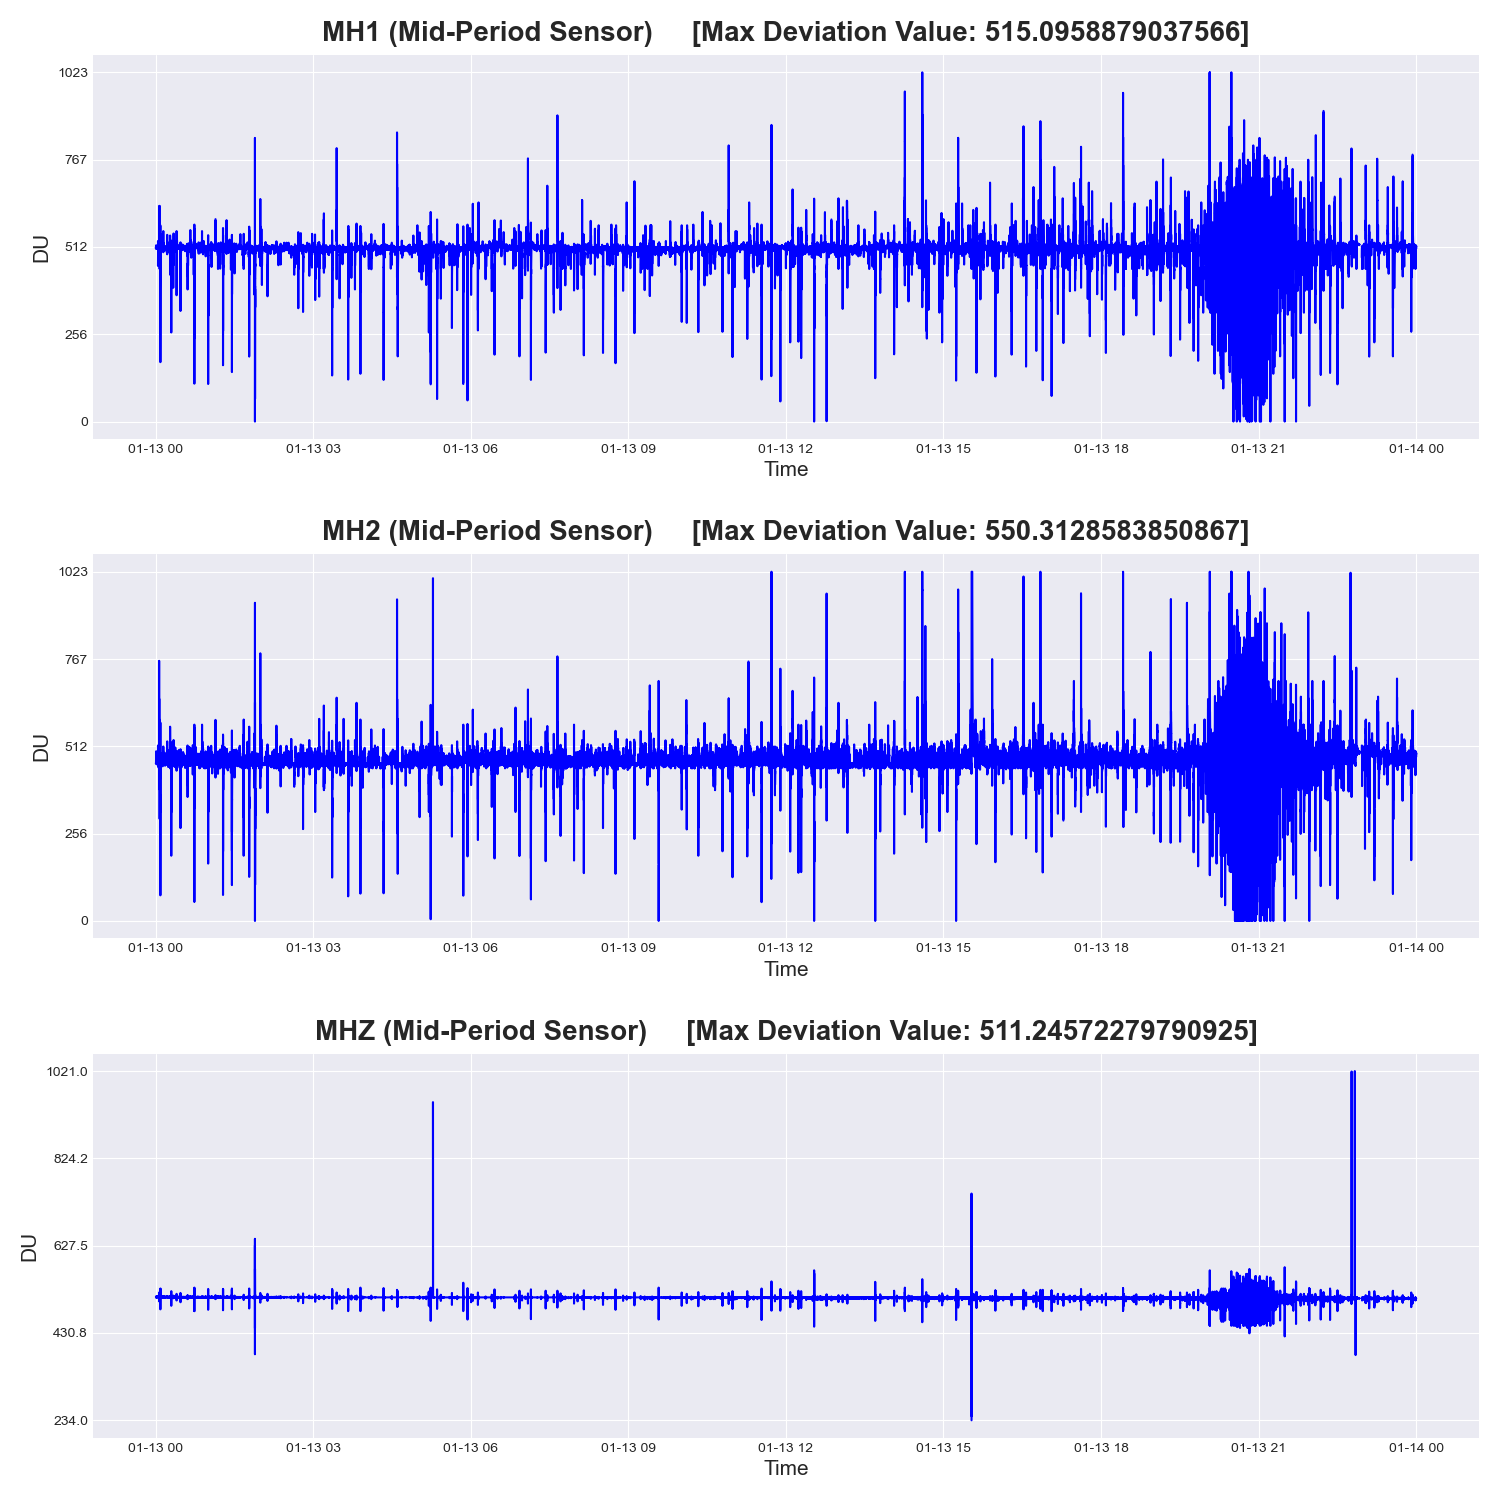 MH1 (Mid-Period Sensor) [Max Deviation Value: 515.0958879037566]
1023
767
512
256
0
DU
01-13 00 01-13 03 01-13 06 01-13 09 01-13 12 01-13 15 01-13 18 01-13 21 01-14 00
Time
MH2 (Mid-Period Sensor) [Max Deviation Value: 550.3128583850867]
1023
767
512
256
0
DU
01-13 00 01-13 03 01-13 06 01-13 09 01-13 12 01-13 15 01-13 18 01-13 21 01-14 00
Time
MHZ (Mid-Period Sensor) [Max Deviation Value: 511.24572279790925]
1021.0
824.2
627.5
430.8
234.0
DU
01-13 00 01-13 03 01-13 06 01-13 09 01-13 12 01-13 15 01-13 18 01-13 21 01-14 00
Time